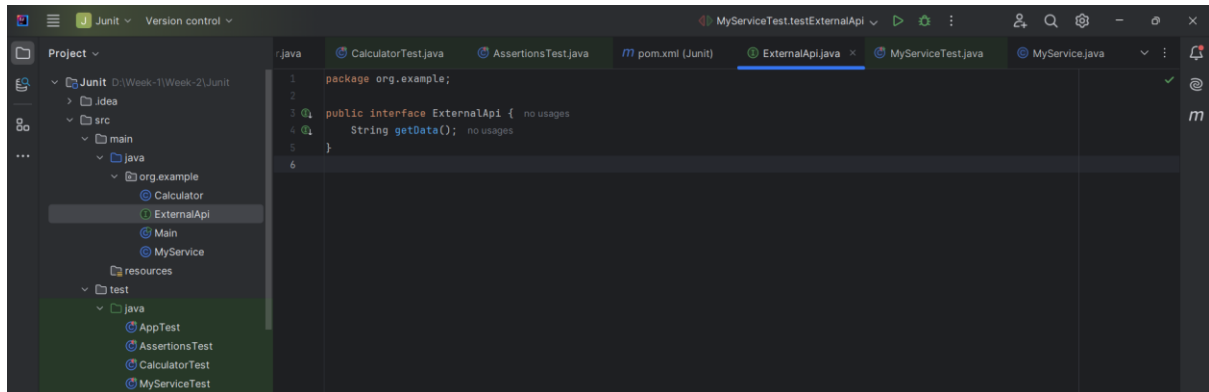 J Junit Version control MyServiceTest.testExternalApi
Project
r.java CalculatorTest.java AssertionsTest.java m pom.xml (Junit) ExternalApi.java MyServiceTest.java MyService.java
Junit D:\Week-1\Week-2\Junit
.idea
src
main
java
org.example
Calculator
ExternalApi
Main
MyService
resources
test
java
AppTest
AssertionsTest
CalculatorTest
MyServiceTest
1 package org.example;
2
3 public interface ExternalApi { no usages
4 String getData(); no usages
5 }
6
m